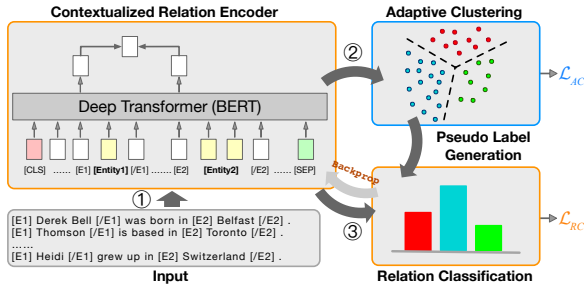 Contextualized Relation Encoder
Adaptive Clustering
②
Deep Transformer (BERT)
ℒAC
[CLS] ...... [E1] [Entity1] [/E1] ....... [E2] [Entity2] [/E2] ...... [SEP]
Pseudo Label
Generation
Backprop
①
③
[E1] Derek Bell [/E1] was born in [E2] Belfast [/E2] .
[E1] Thomson [/E1] is based in [E2] Toronto [/E2] .
......
[E1] Heidi [/E1] grew up in [E2] Switzerland [/E2] .
ℒRC
Input
Relation Classification